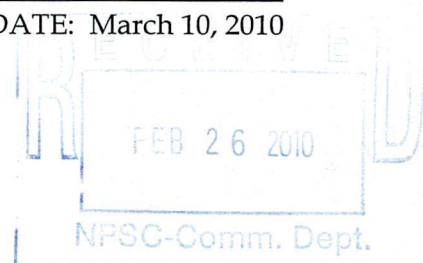 DATE: March 10, 2010
RECEIVED
FEB 26 2010
NPSC-Comm. Dept.